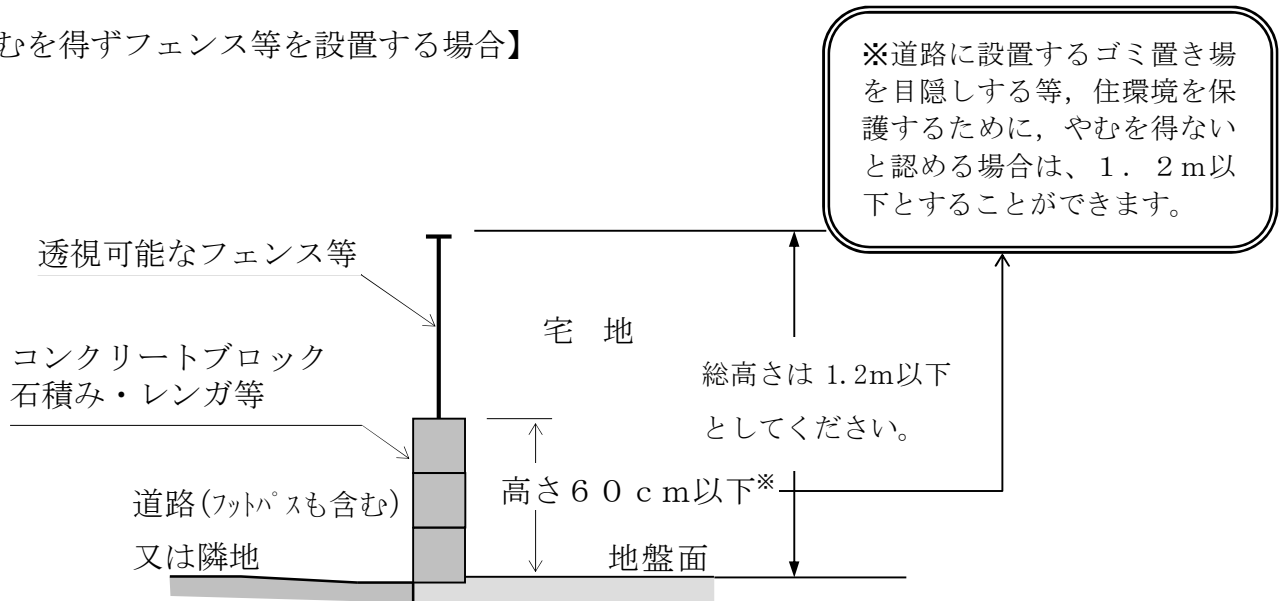 むを得ずフェンス等を設置する場合】
※道路に設置するゴミ置き場
を目隠しする等，住環境を保
護するために，やむを得ない
と認める場合は、１．２ｍ以
下とすることができます。
透視可能なフェンス等
宅　地
コンクリートブロック
石積み・レンガ等
総高さは 1.2m以下
としてください。
高さ６０ｃｍ以下※
道路(ﾌｯﾄﾊﾟｽも含む)
又は隣地
地盤面